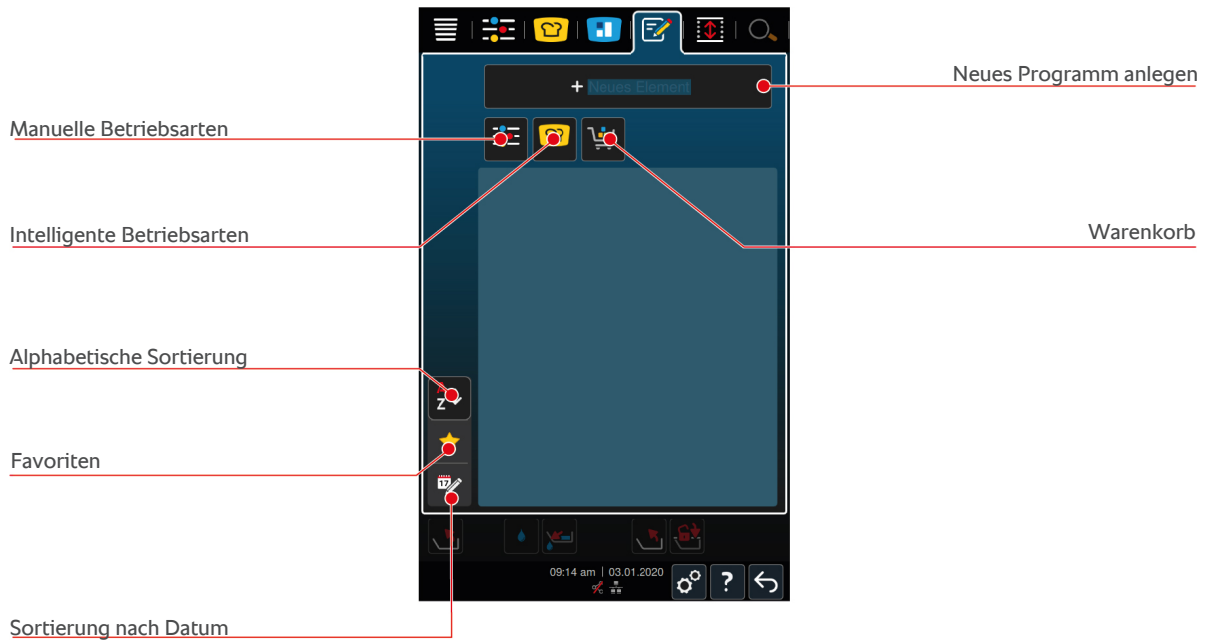 Neues Programm anlegen
+ Neues Element
Manuelle Betriebsarten
Intelligente Betriebsarten
Warenkorb
Alphabetische Sortierung
A
Z
Favoriten
17
09:14 am | 03.01.2020
?
Sortierung nach Datum